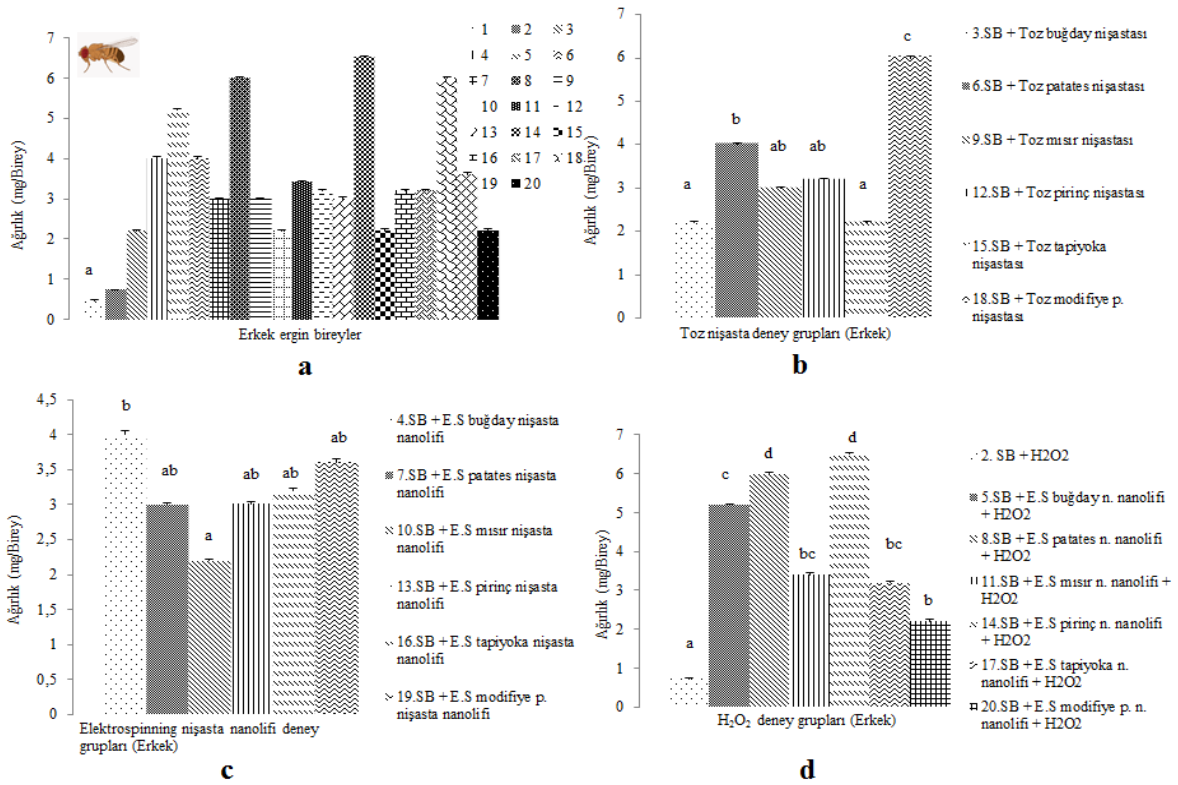 7
6
5
4
3
2
1
0
Ağırlık (mg/Birey)
a
Erkek ergin bireyler
1 2 3
4 5 6
7 8 9
10 11 12
13 14 15
16 17 18
19 20
a
7
6
5
4
3
2
1
0
Ağırlık (mg/Birey)
a
b
ab
ab
a
c
Toz nişasta deney grupları (Erkek)
3.SB + Toz buğday nişastası
6.SB + Toz patates nişastası
9.SB + Toz mısır nişastası
12.SB + Toz pirinç nişastası
15.SB + Toz tapiyoka
nişastası
18.SB + Toz modifiye p.
nişastası
b
4,5
4
3,5
3
2,5
2
1,5
1
0,5
0
Ağırlık (mg/Birey)
b
ab
a
ab
ab
ab
Elektrospinning nişasta nanolifi deney
grupları (Erkek)
4.SB + E.S buğday nişasta
nanolifi
7.SB + E.S patates nişasta
nanolifi
10.SB + E.S mısır nişasta
nanolifi
13.SB + E.S pirinç nişasta
nanolifi
16.SB + E.S tapiyoka nişasta
nanolifi
19.SB + E.S modifiye p.
nişasta nanolifi
c
7
6
5
4
3
2
1
0
Ağırlık (mg/Birey)
a
c
d
bc
d
bc
b
H₂O₂ deney grupları (Erkek)
2. SB + H2O2
5.SB + E.S buğday n. nanolifi
+ H2O2
8.SB + E.S patates n. nanolifi
+ H2O2
11.SB + E.S mısır n. nanolifi +
H2O2
14.SB + E.S pirinç n. nanolifi
+ H2O2
17.SB + E.S tapiyoka n.
nanolifi + H2O2
20.SB + E.S modifiye p. n.
nanolifi + H2O2
d